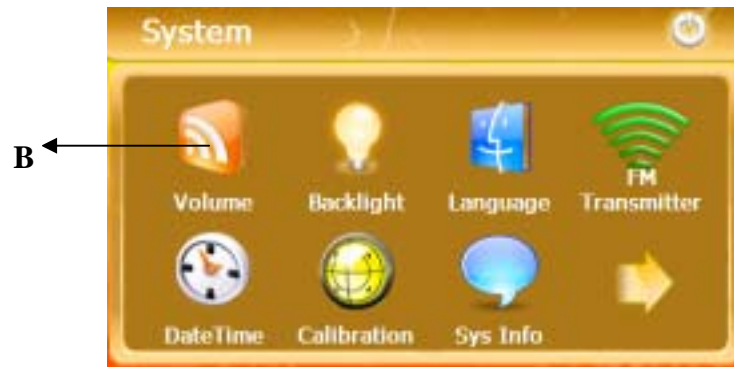 System
B
Volume Backlight Language FM Transmitter
DateTime Calibration Sys Info